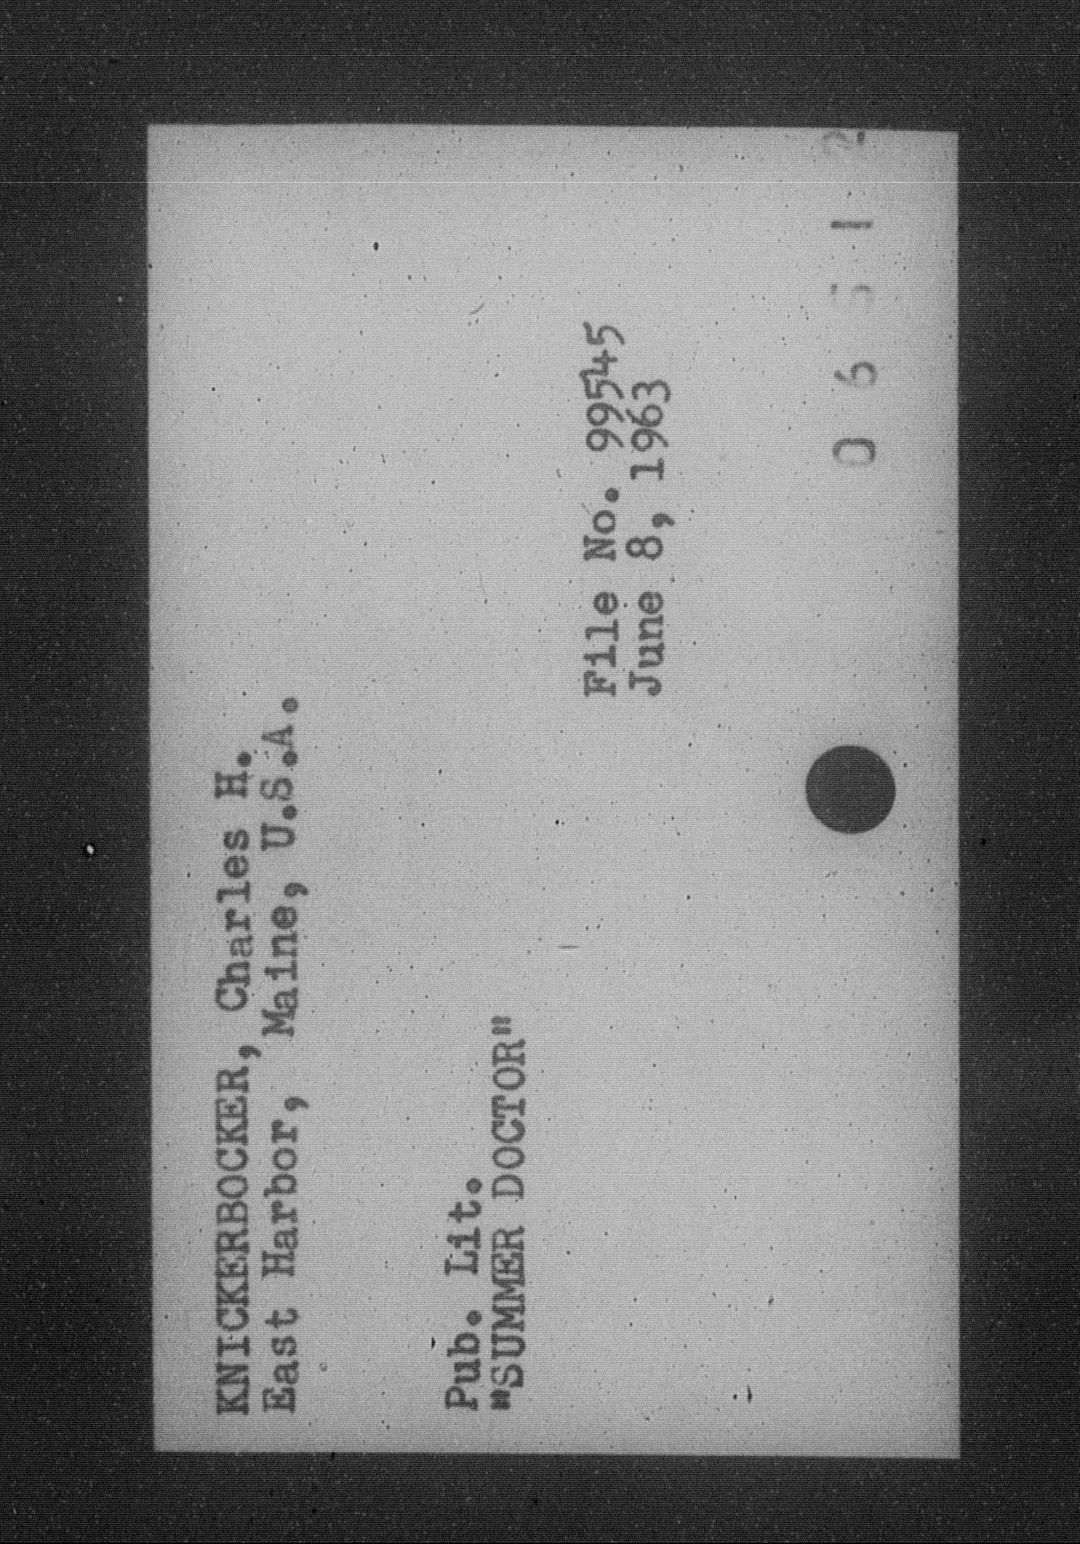 KNICKERBOCKER, Charles H.
East Harbor, Maine, U.S.A.
Pub. Lit.
"SUMMER DOCTOR"
File No. 99545
June 8, 1963